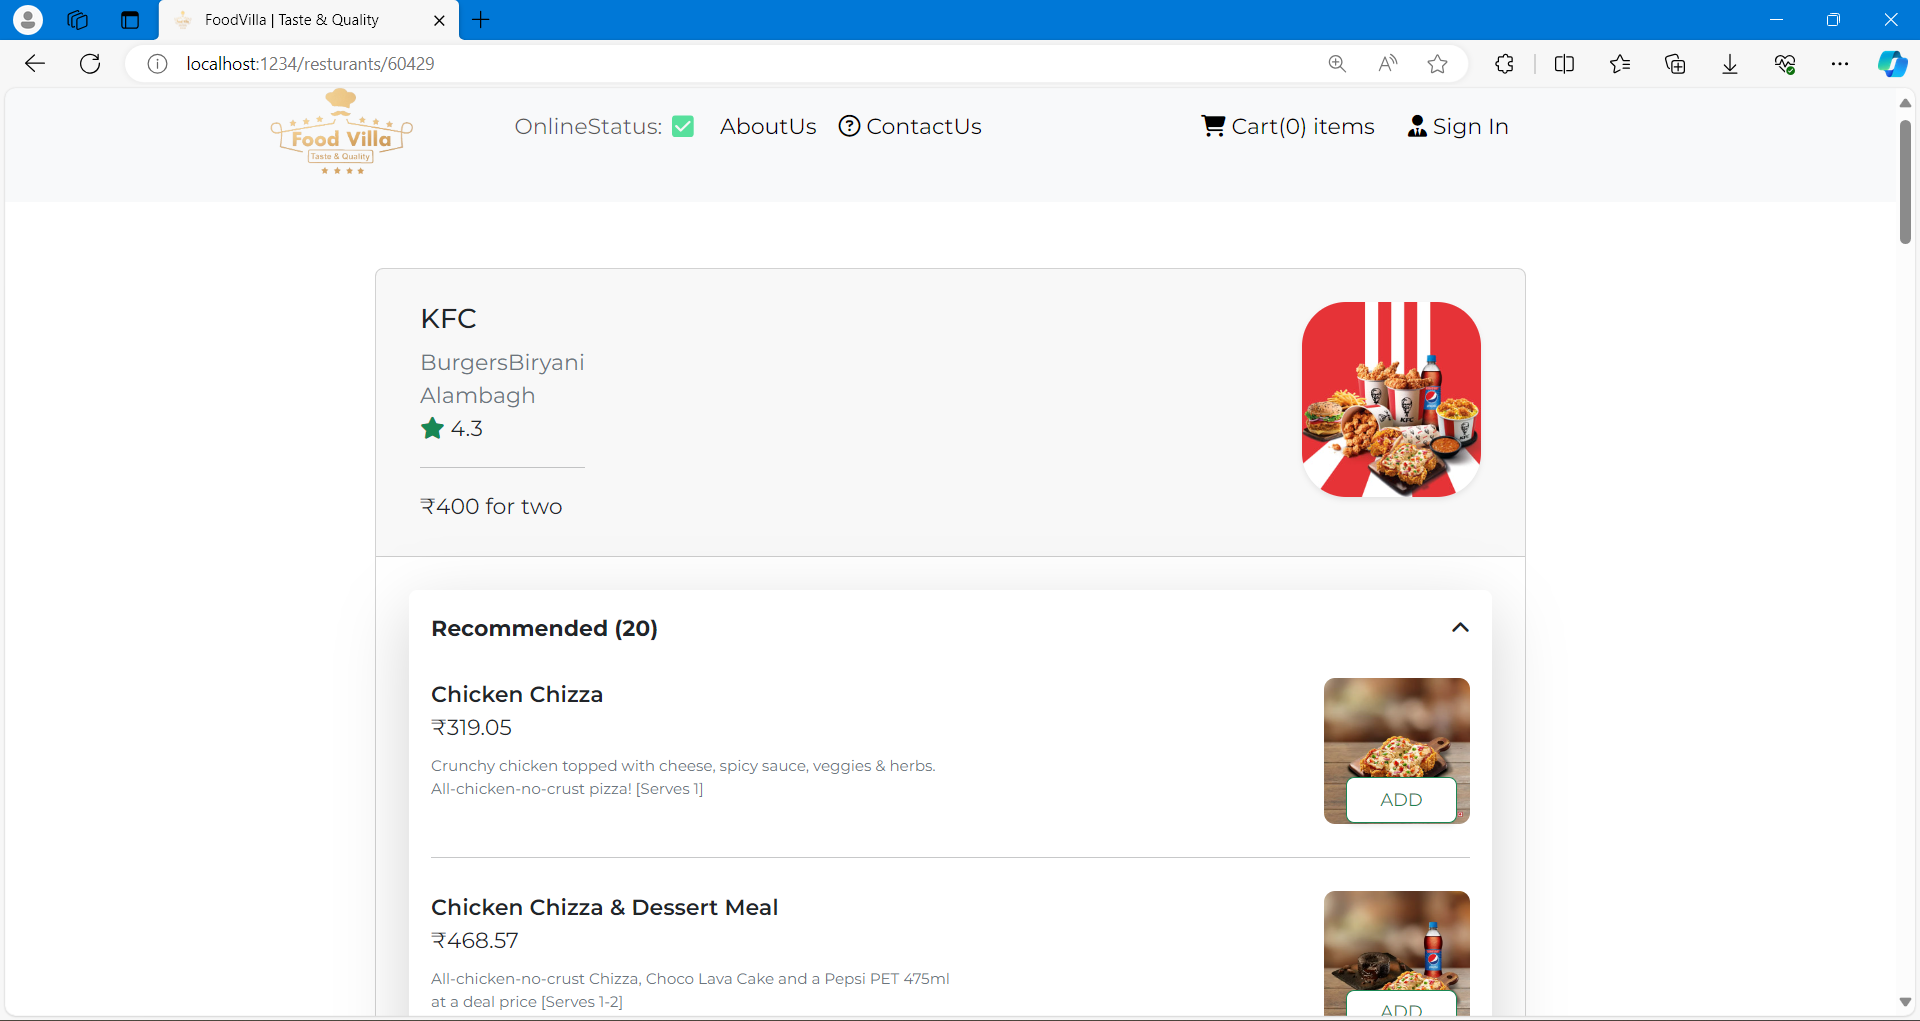 FoodVilla | Taste & Quality
localhost:1234/resturants/60429
Food Villa
Taste & Quality
OnlineStatus: ✅ AboutUs ContactUs Cart(0) items Sign In
KFC
BurgersBiryani
Alambagh
4.3
₹400 for two
Recommended (20)
Chicken Chizza
₹319.05
Crunchy chicken topped with cheese, spicy sauce, veggies & herbs.
All-chicken-no-crust pizza! [Serves 1]
ADD
Chicken Chizza & Dessert Meal
₹468.57
All-chicken-no-crust Chizza, Choco Lava Cake and a Pepsi PET 475ml
at a deal price [Serves 1-2]
ADD